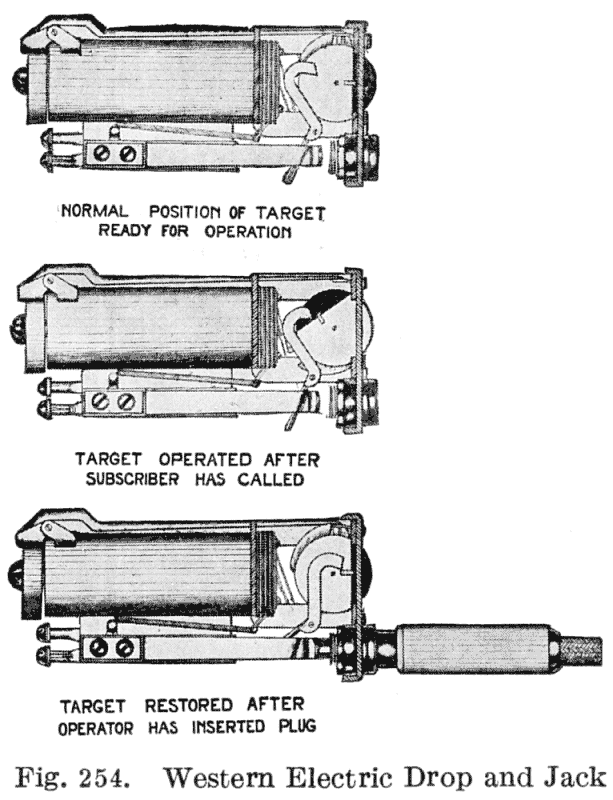 NORMAL POSITION OF TARGET
READY FOR OPERATION
TARGET OPERATED AFTER
SUBSCRIBER HAS CALLED
TARGET RESTORED AFTER
OPERATOR HAS INSERTED PLUG
Fig. 254. Western Electric Drop and Jack